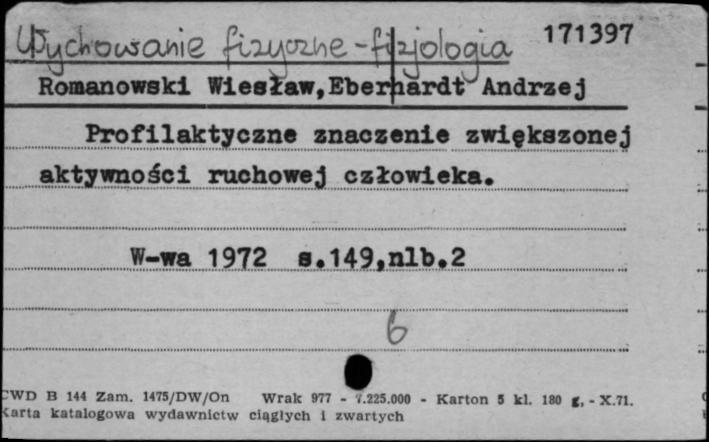 Wychowanie fizyczne - fizjologia 171397
Romanowski Wiesław,Eberhardt Andrzej
Profilaktyczne znaczenie zwiększonej
aktywności ruchowej człowieka.
W-wa 1972 s.149,nlb.2
6
CWD B 144 Zam. 1475/DW/On Wrak 977 - 7.225.000 - Karton 5 kl. 180 g, - X.71.
Karta katalogowa wydawnictw ciągłych i zwartych